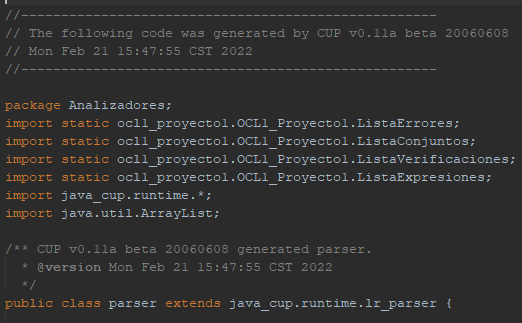 //----------------------------------------------------
// The following code was generated by CUP v0.11a beta 20060608
// Mon Feb 21 15:47:55 CST 2022
//----------------------------------------------------
package Analizadores;
import static ocl1_proyecto1.OCL1_Proyecto1.ListaErrores;
import static ocl1_proyecto1.OCL1_Proyecto1.ListaConjuntos;
import static ocl1_proyecto1.OCL1_Proyecto1.ListaVerificaciones;
import static ocl1_proyecto1.OCL1_Proyecto1.ListaExpresiones;
import java_cup.runtime.*;
import java.util.ArrayList;
/** CUP v0.11a beta 20060608 generated parser.
* @version Mon Feb 21 15:47:55 CST 2022
*/
public class parser extends java_cup.runtime.lr_parser {